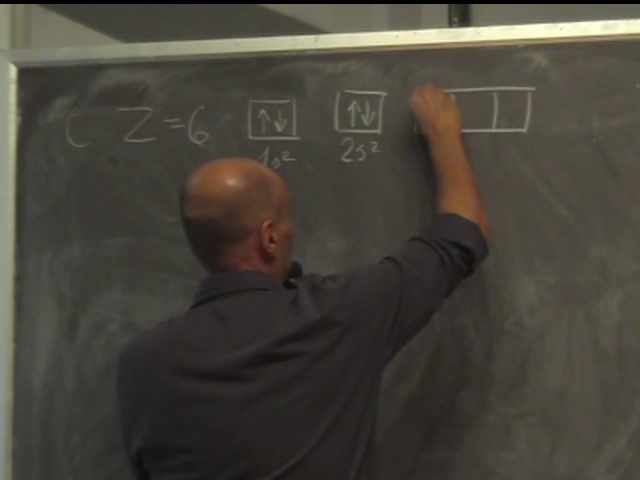 C Z=6 ↑↓ ↑↓
1s² 2s²